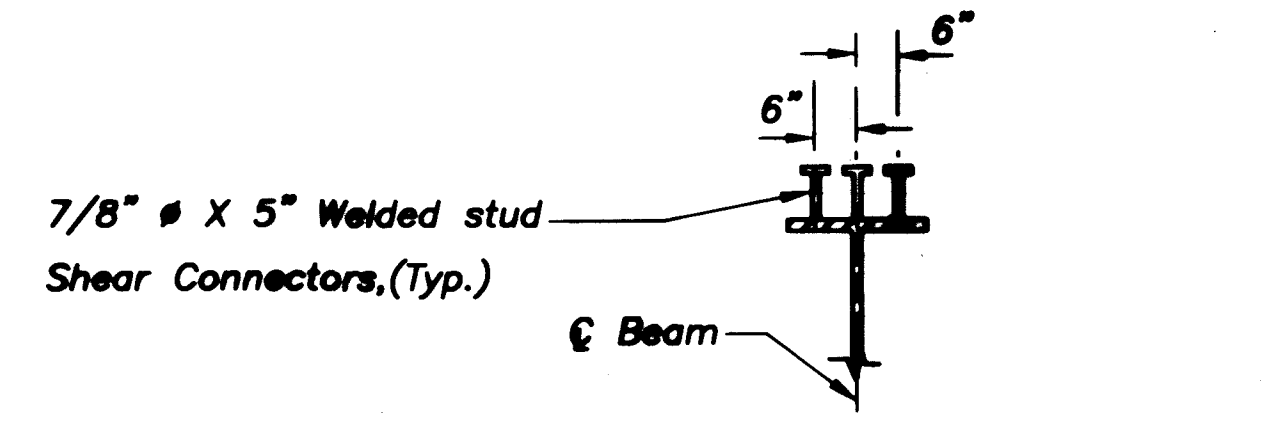 6"
6"
7/8" ø X 5" Welded stud
Shear Connectors,(Typ.)
℄ Beam